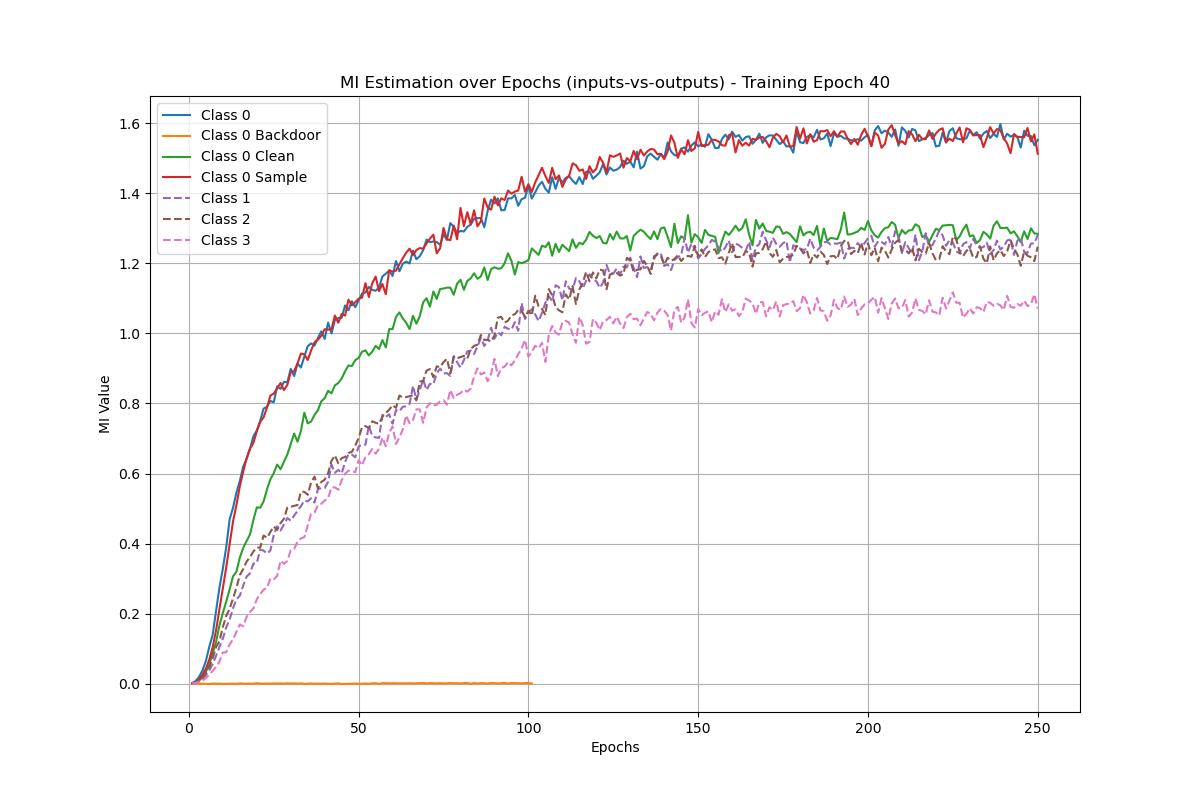 MI Estimation over Epochs (inputs-vs-outputs) - Training Epoch 40
Class 0
Class 0 Backdoor
Class 0 Clean
Class 0 Sample
Class 1
Class 2
Class 3
MI Value
1.6
1.4
1.2
1.0
0.8
0.6
0.4
0.2
0.0
0 50 100 150 200 250
Epochs